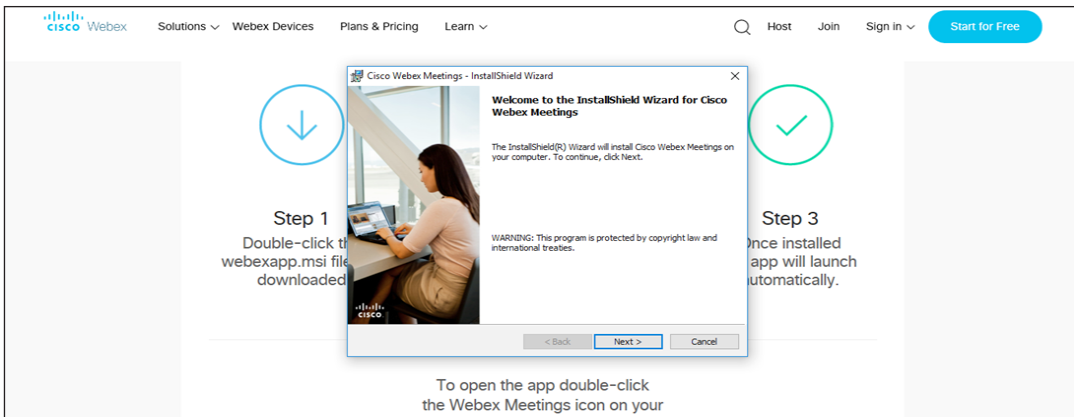 cisco Webex
Solutions
Webex Devices
Plans & Pricing
Learn
Host
Join
Sign in
Start for Free
Cisco Webex Meetings - InstallShield Wizard
Welcome to the InstallShield Wizard for Cisco
Webex Meetings
The InstallShield(R) Wizard will install Cisco Webex Meetings on
your computer. To continue, click Next.
WARNING: This program is protected by copyright law and
international treaties.
cisco
< Back
Next >
Cancel
Step 1
Double-click
webexapp.msi file
downloaded
Step 3
Once installed
app will launch
automatically.
To open the app double-click
the Webex Meetings icon on your